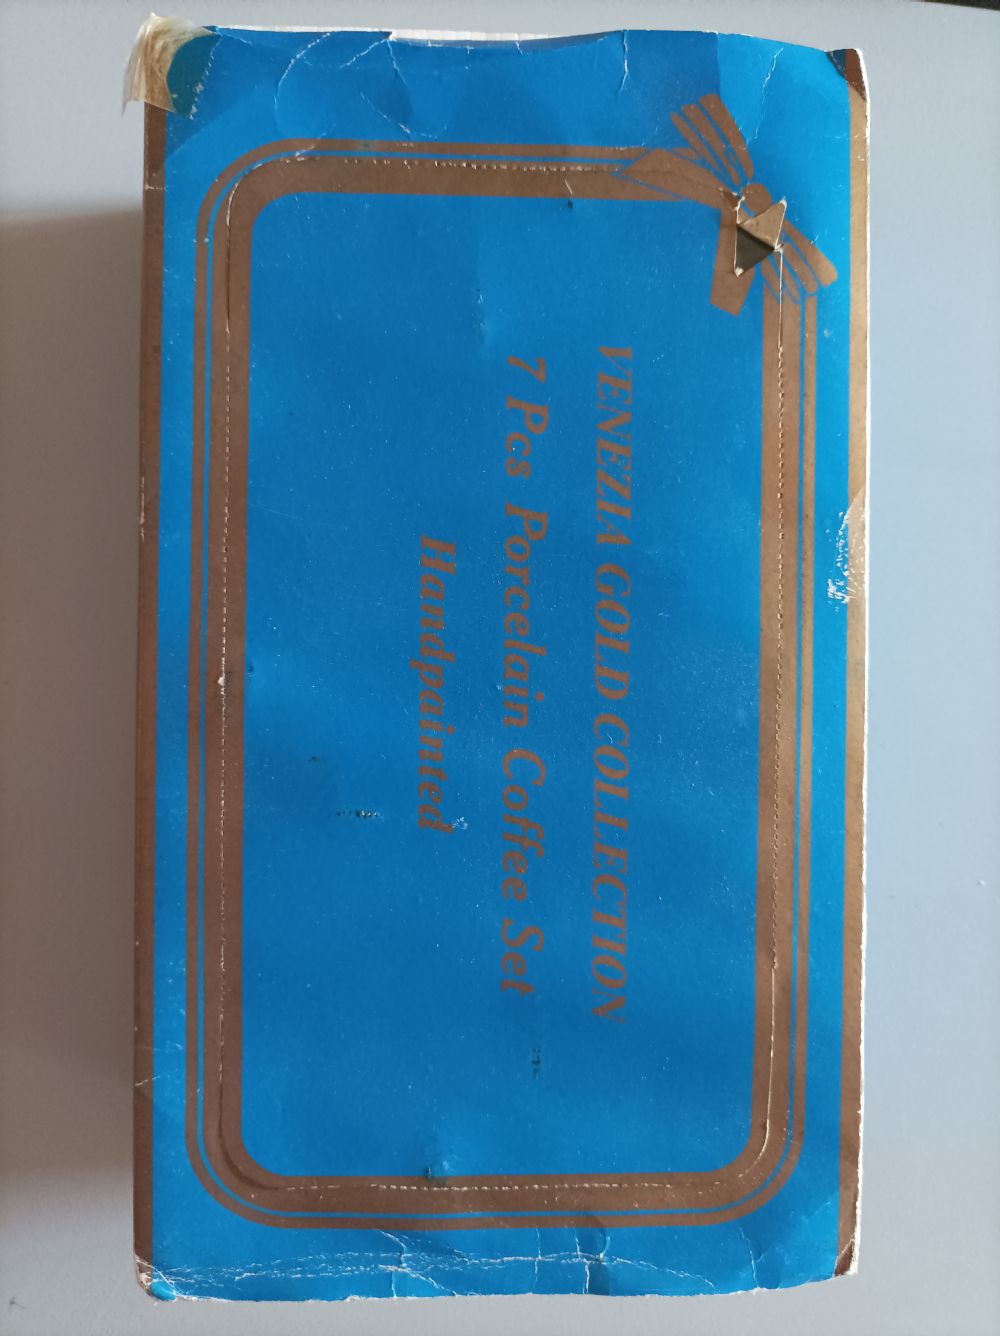 VENEZIA GOLD COLLECTION
7 Pcs Porcelain Coffee Set
Handpainted